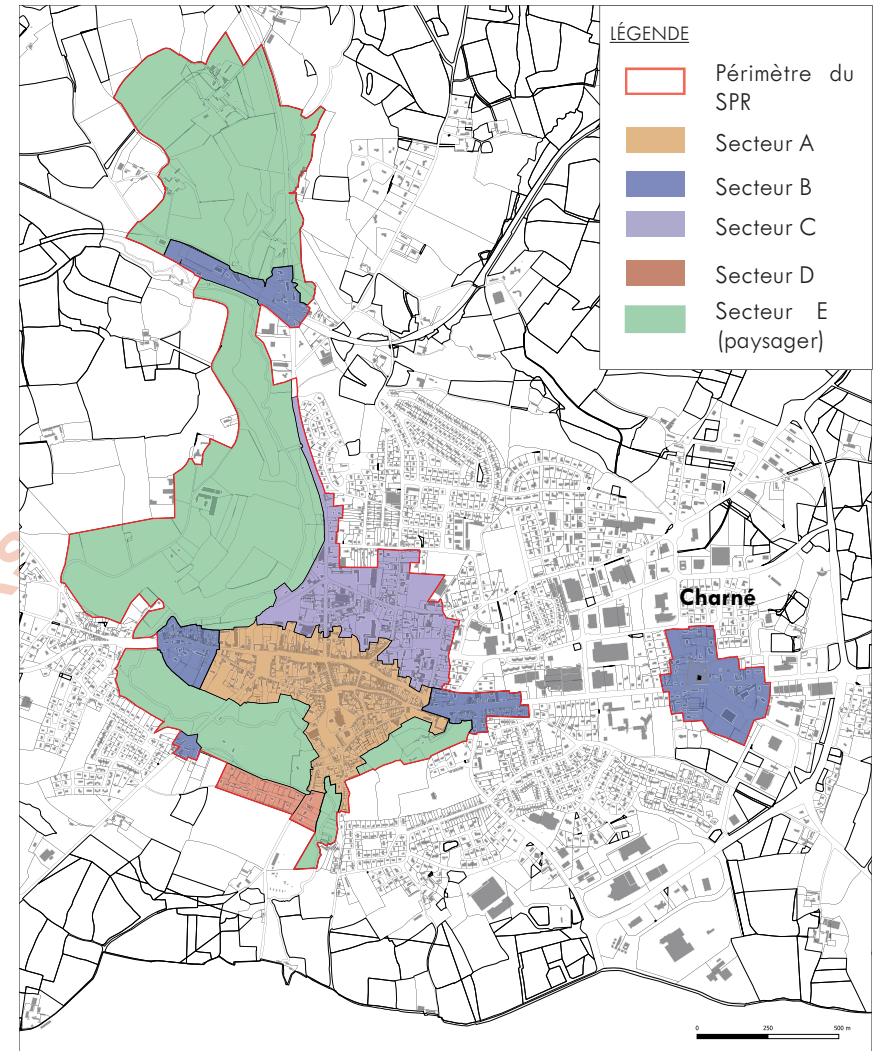 LÉGENDE
Périmètre du
SPR
Secteur A
Secteur B
Secteur C
Secteur D
Secteur E
(paysager)
Charné
0 250 500 m